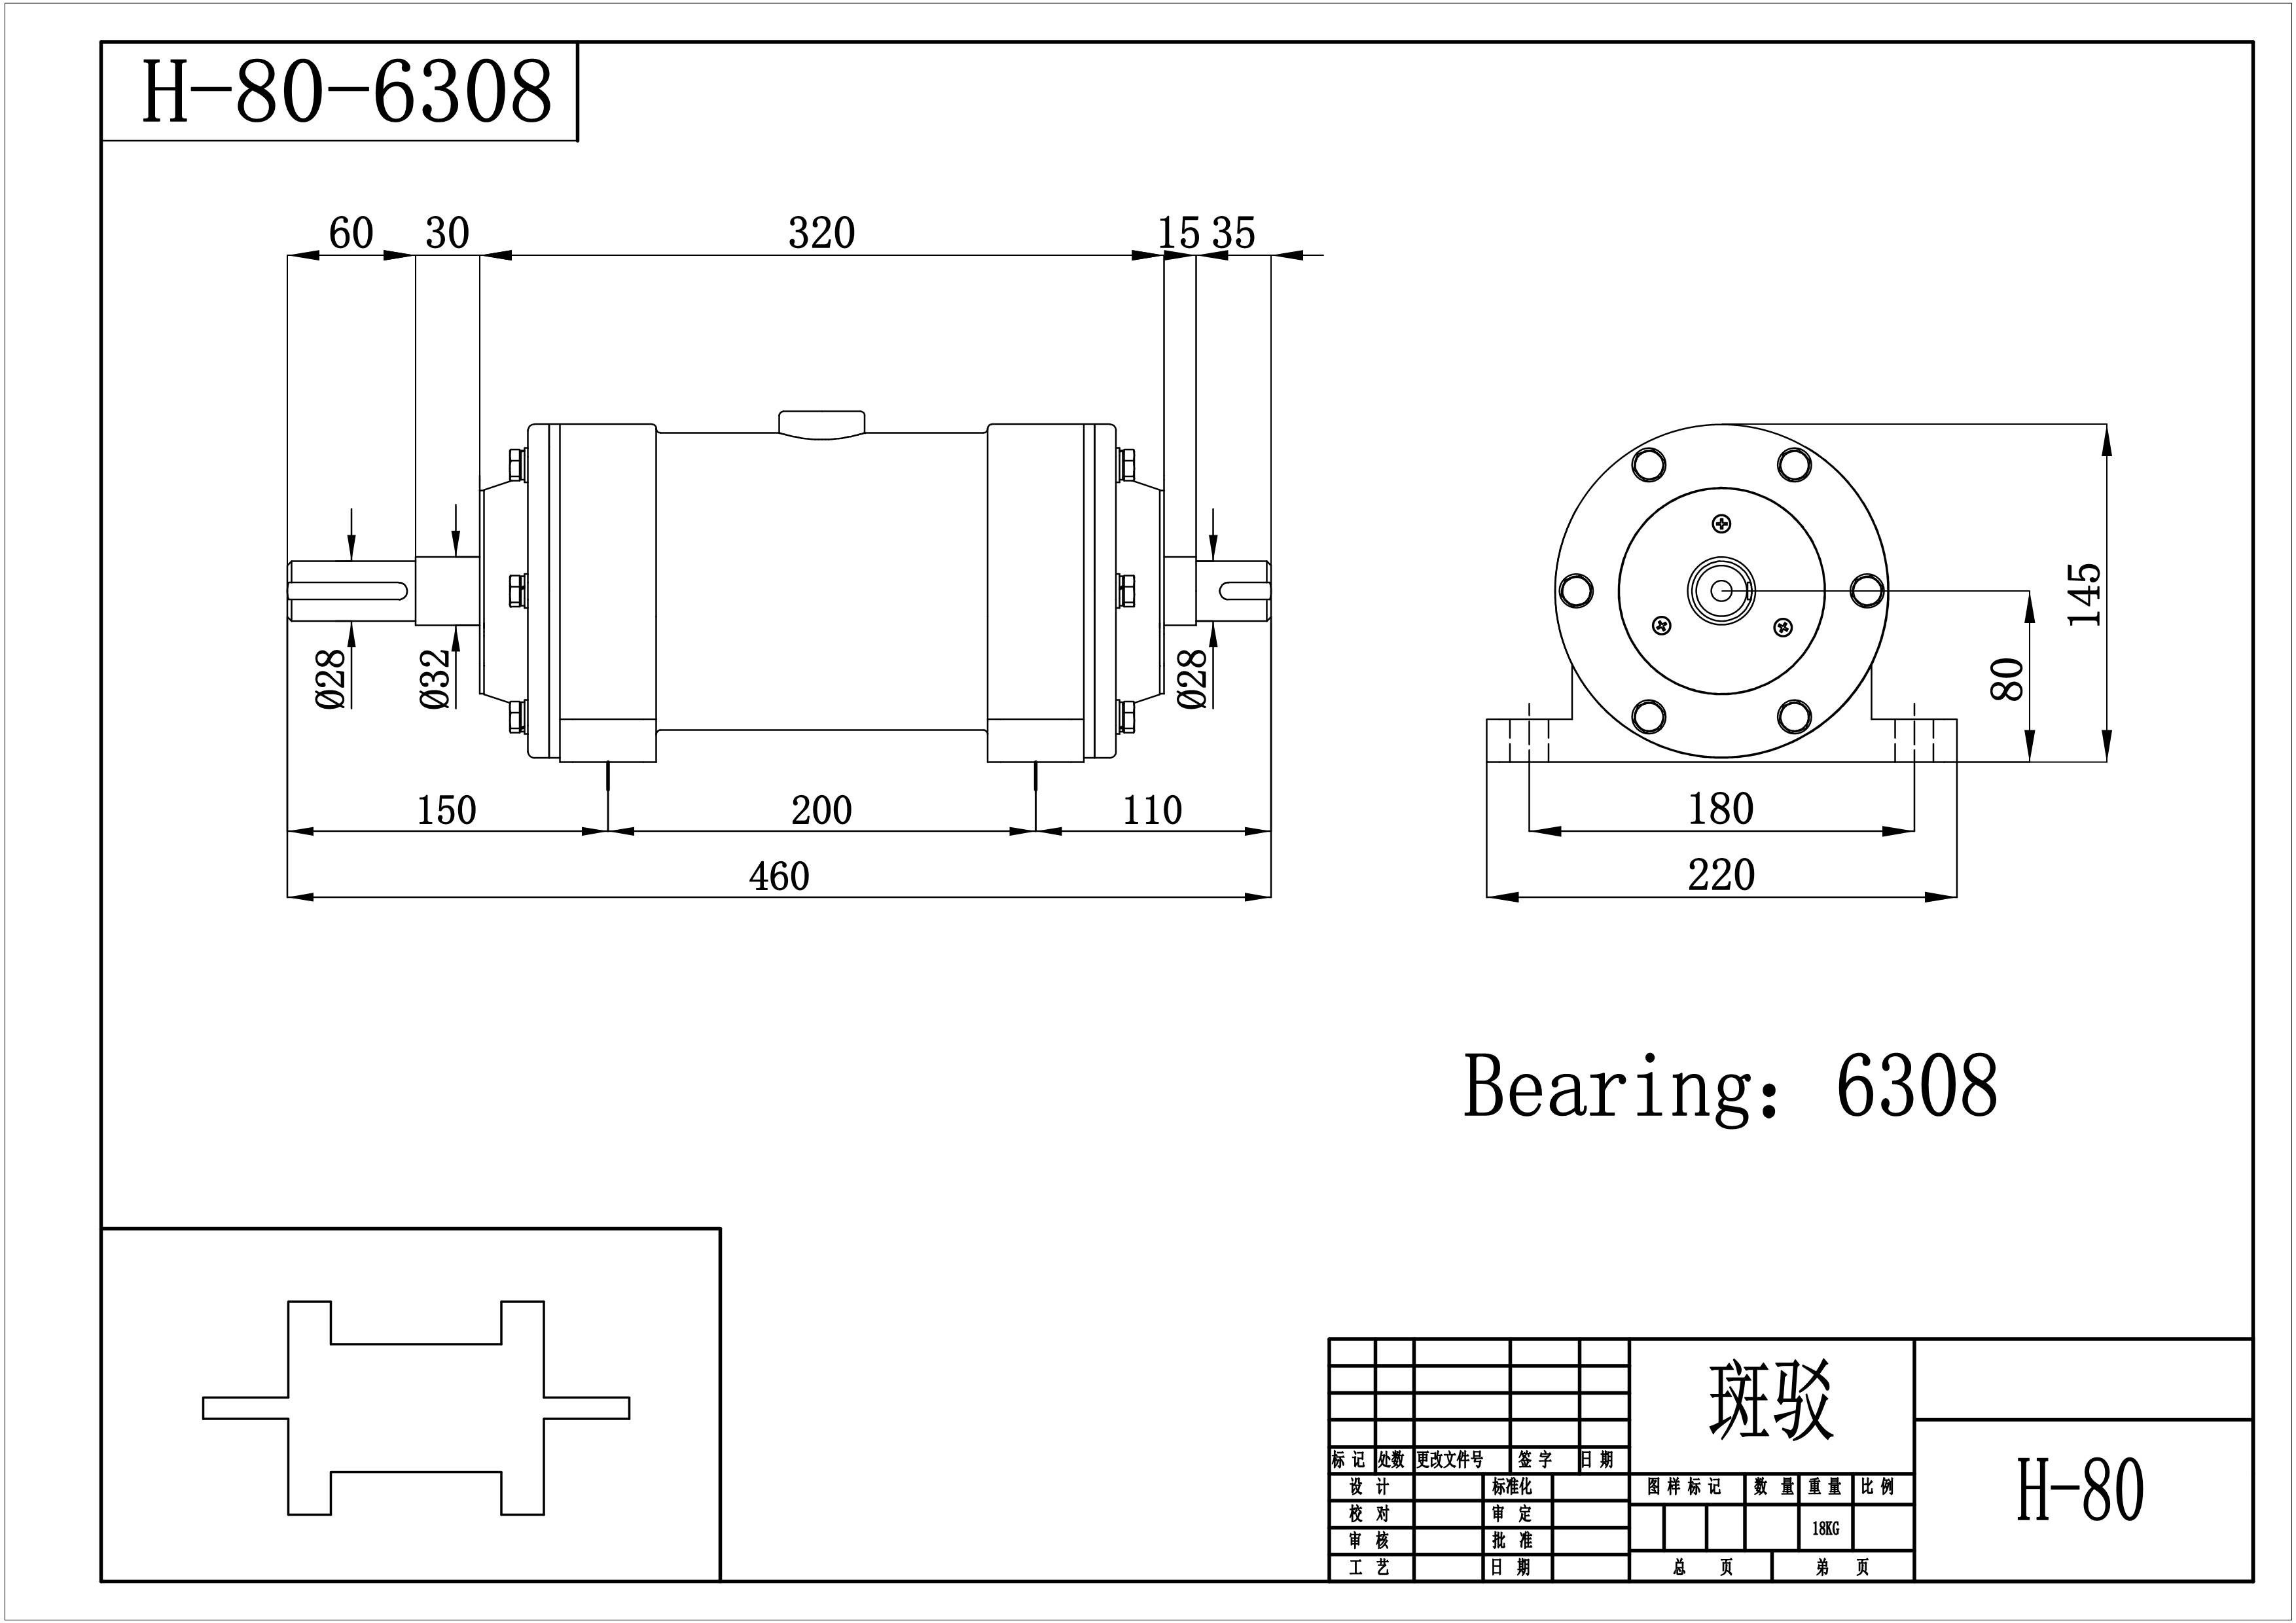 H-80-6308
60 30 320 15 35
Ø28 Ø32 Ø28
150 200 110
460
145
80
180
220
Bearing: 6308
斑驳
H-80
标 记 处数 更改文件号 签 字 日 期
设 计 标准化
校 对 审 定
审 核 批 准
工 艺 日 期
图 样 标 记 数 量 重 量 比 例
18KG
总 页 弟 页